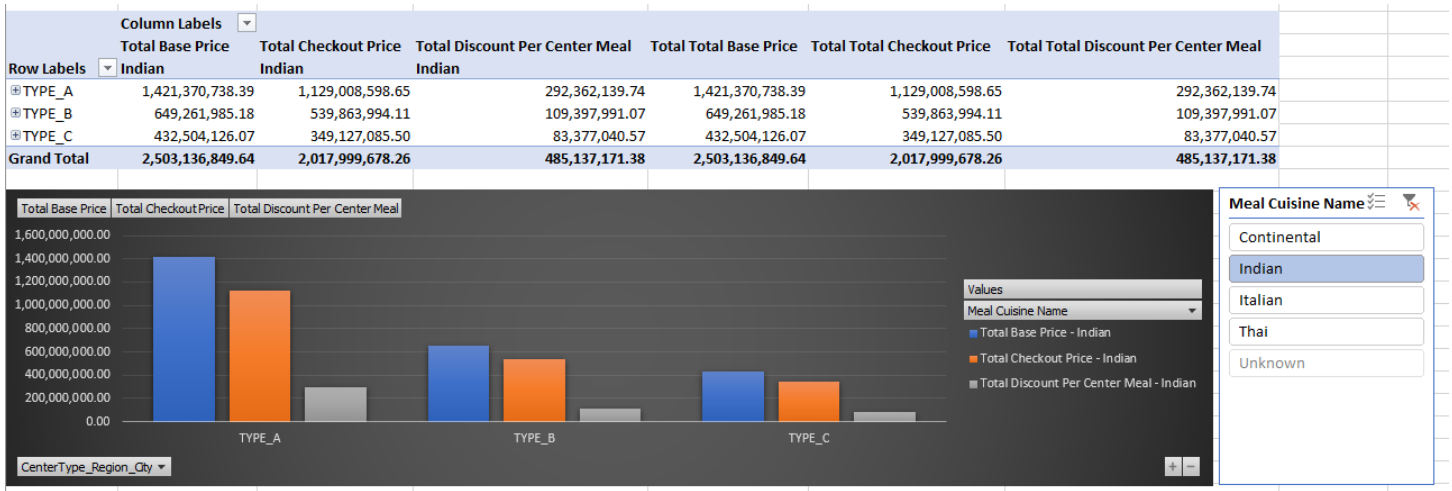 Column Labels
Total Base Price Total Checkout Price Total Discount Per Center Meal Total Total Base Price Total Total Checkout Price Total Total Discount Per Center Meal
Row Labels Indian Indian Indian
TYPE_A 1,421,370,738.39 1,129,008,598.65 292,362,139.74 1,421,370,738.39 1,129,008,598.65 292,362,139.74
TYPE_B 649,261,985.18 539,863,994.11 109,397,991.07 649,261,985.18 539,863,994.11 109,397,991.07
TYPE_C 432,504,126.07 349,127,085.50 83,377,040.57 432,504,126.07 349,127,085.50 83,377,040.57
Grand Total 2,503,136,849.64 2,017,999,678.26 485,137,171.38 2,503,136,849.64 2,017,999,678.26 485,137,171.38
Total Base Price Total Checkout Price Total Discount Per Center Meal
1,600,000,000.00
1,400,000,000.00
1,200,000,000.00
1,000,000,000.00
800,000,000.00
600,000,000.00
400,000,000.00
200,000,000.00
0.00
TYPE_A TYPE_B TYPE_C
CenterType_Region_City
Values
Meal Cuisine Name
Total Base Price - Indian
Total Checkout Price - Indian
Total Discount Per Center Meal - Indian
+ -
Meal Cuisine Name
Continental
Indian
Italian
Thai
Unknown